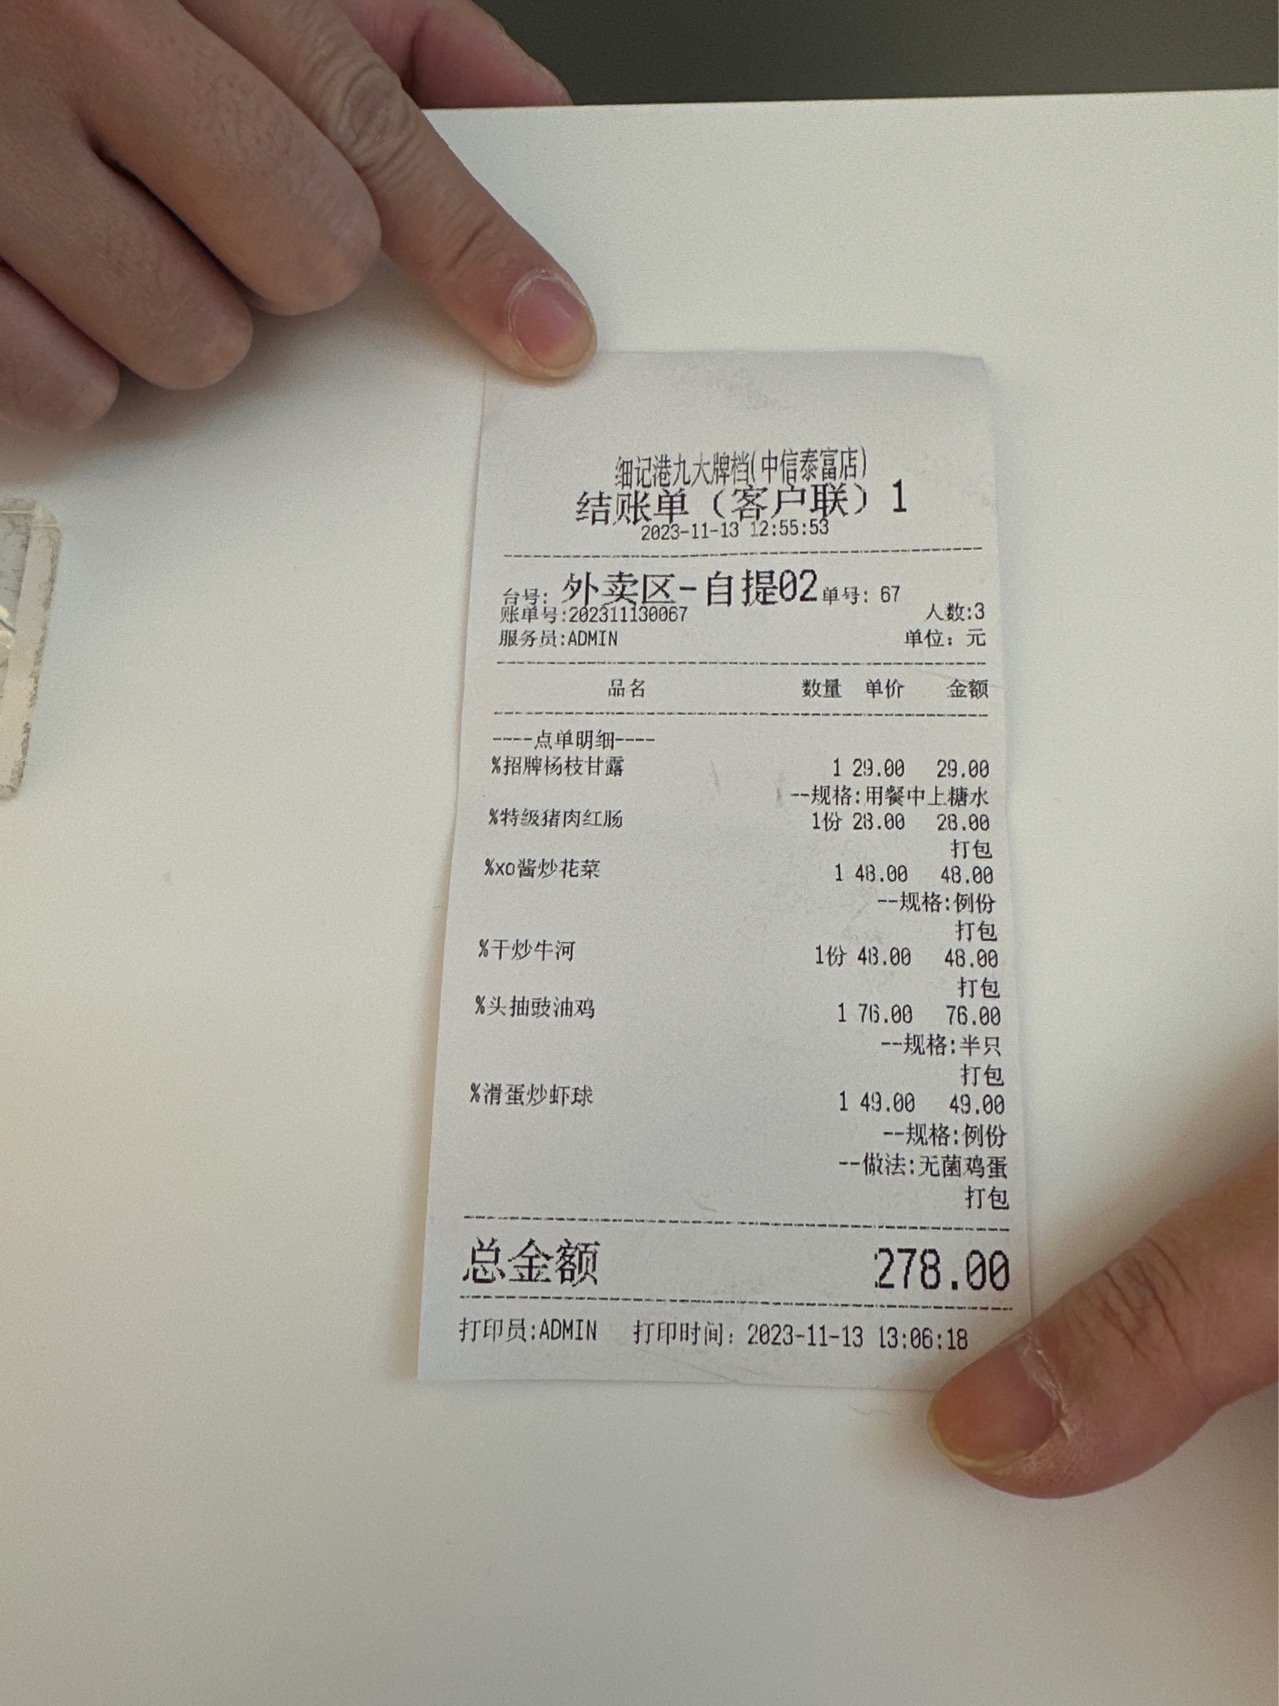 细记港九大牌档(中信泰富店)
结账单（客户联）1
2023-11-13 12:55:53
台号: 外卖区-自提02 单号: 67
账单号:202311130067 人数:3
服务员:ADMIN 单位: 元
品名 数量 单价 金额
----点单明细----
%招牌杨枝甘露 1 29.00 29.00
--规格:用餐中上糖水
%特级猪肉红肠 1份 28.00 28.00
打包
%xo酱炒花菜 1 48.00 48.00
--规格:例份
打包
%干炒牛河 1份 48.00 48.00
打包
%头抽豉油鸡 1 76.00 76.00
--规格:半只
打包
%滑蛋炒虾球 1 49.00 49.00
--规格:例份
--做法:无菌鸡蛋
打包
总金额 278.00
打印员:ADMIN 打印时间: 2023-11-13 13:06:18